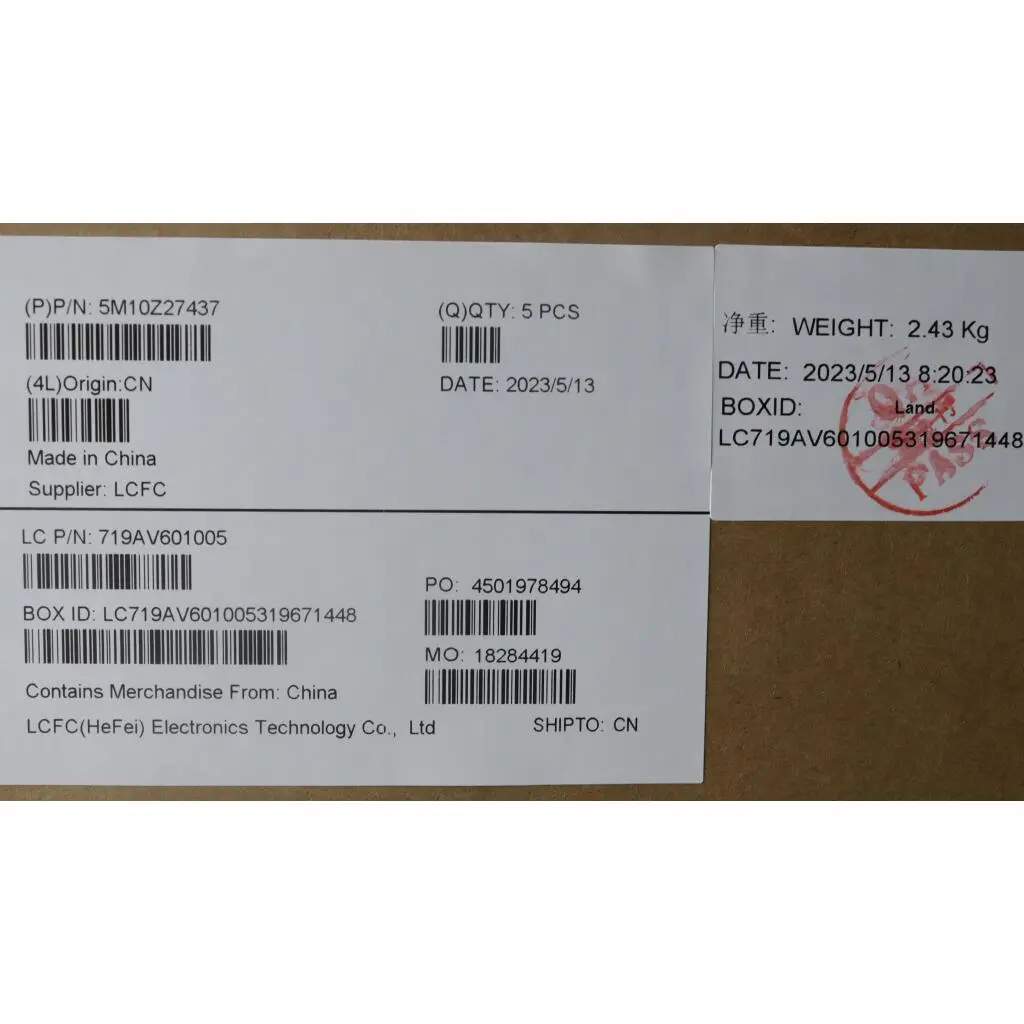 (P)P/N: 5M10Z27437
(Q)QTY: 5 PCS
(4L)Origin:CN
DATE: 2023/5/13
Made in China
Supplier: LCFC
LC P/N: 719AV601005
PO: 4501978494
BOX ID: LC719AV601005319671448
MO: 18284419
Contains Merchandise From: China
LCFC(HeFei) Electronics Technology Co., Ltd
SHIPTO: CN
净重: WEIGHT: 2.43 Kg
DATE: 2023/5/13 8:20:23
BOXID:
Land
LC719AV601005319671448
PASS